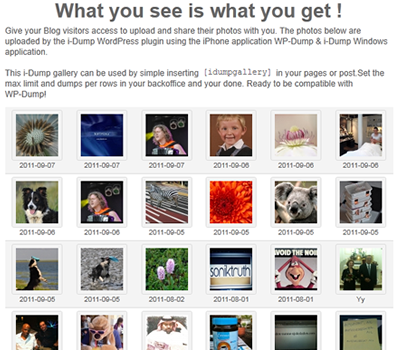 What you see is what you get !
Give your Blog visitors access to upload and share their photos with you. The photos below are
uploaded by the i-Dump WordPress plugin using the iPhone application WP-Dump & i-Dump Windows
application.
This i-Dump gallery can be used by simple inserting [idumpgallery] in your pages or post.Set the
max limit and dumps per rows in your backoffice and your done. Ready to be compatible with
WP-Dump!
2011-09-07 2011-09-07 2011-09-07 2011-09-06 2011-09-06 2011-09-06
2011-09-06 2011-09-06 2011-09-05 2011-09-05 2011-09-05 2011-09-05
soniktruth
AVOID THE NOI
2011-09-05 2011-09-05 2011-08-02 2011-08-01 2011-08-01 Yy